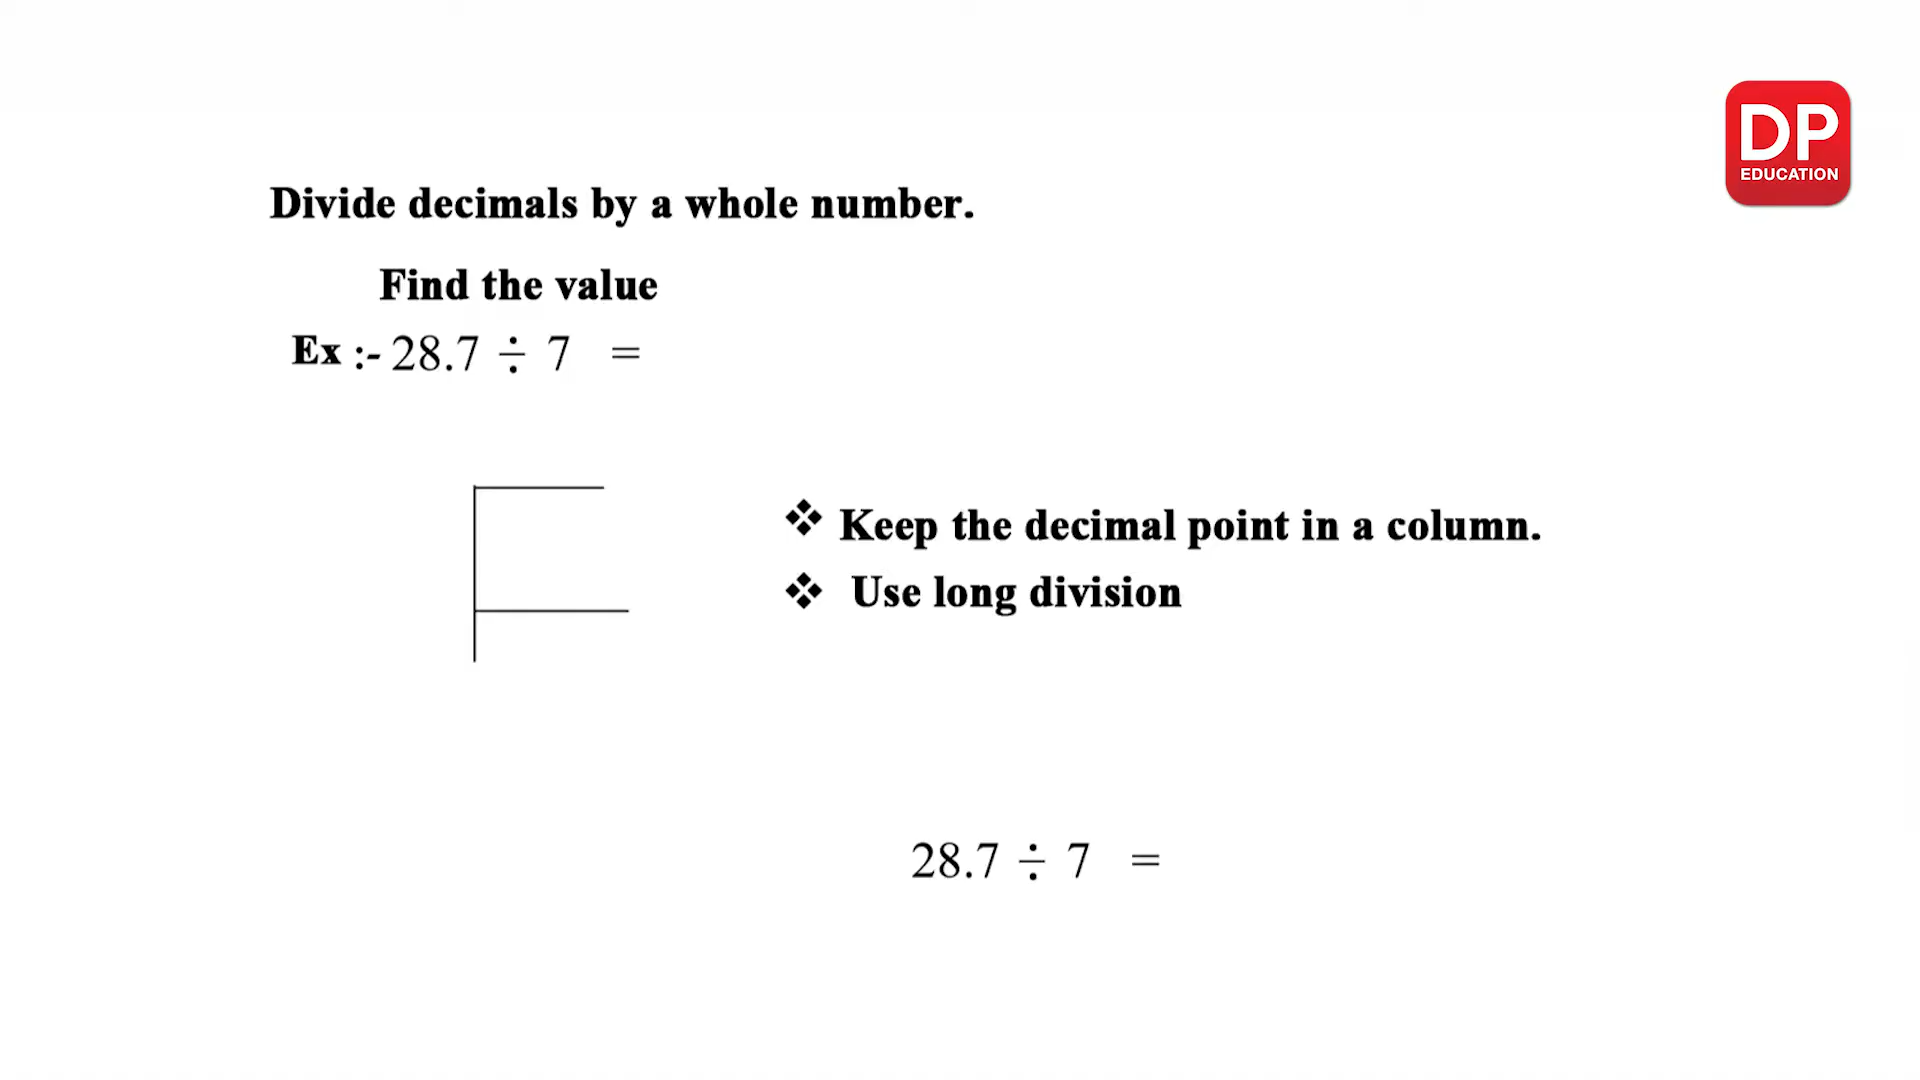 DP
EDUCATION
Divide decimals by a whole number.
Find the value
Ex :- 28.7 ÷ 7 =
❖ Keep the decimal point in a column.
❖ Use long division
28.7 ÷ 7 =